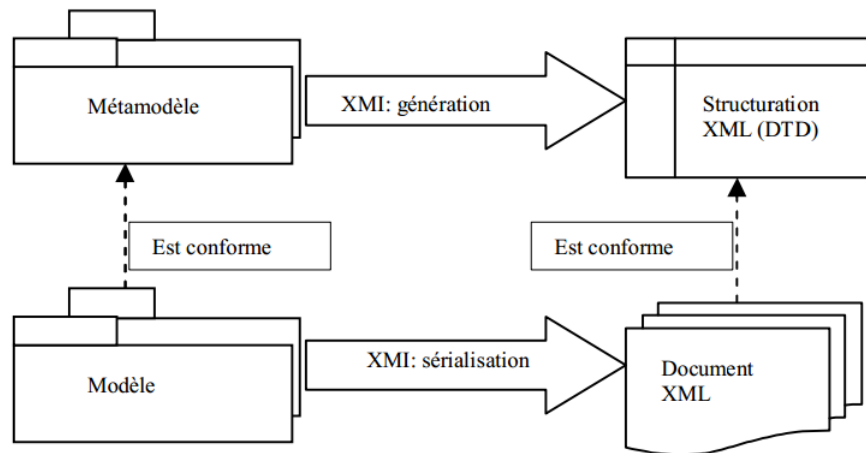 Métamodèle
XMI: génération
Structuration
XML (DTD)
Est conforme
Est conforme
Modèle
XMI: sérialisation
Document
XML